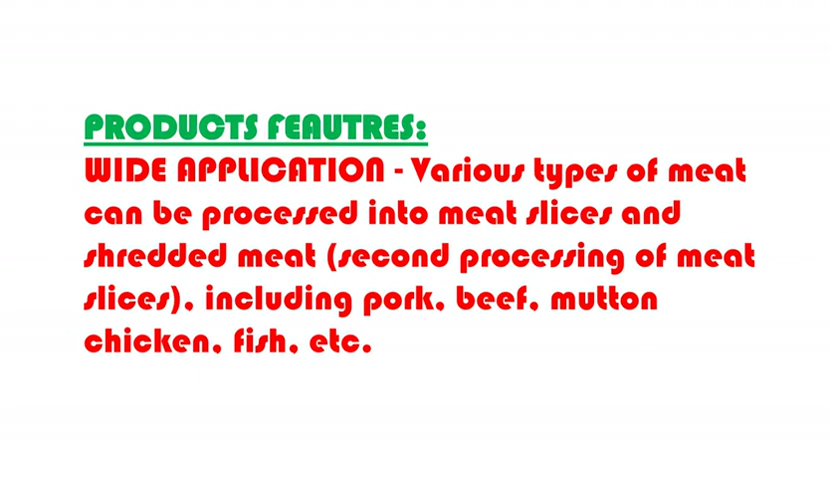 PRODUCTS FEAUTRES:
WIDE APPLICATION - Various types of meat
can be processed into meat slices and
shredded meat (second processing of meat
slices), including pork, beef, mutton
chicken, fish, etc.